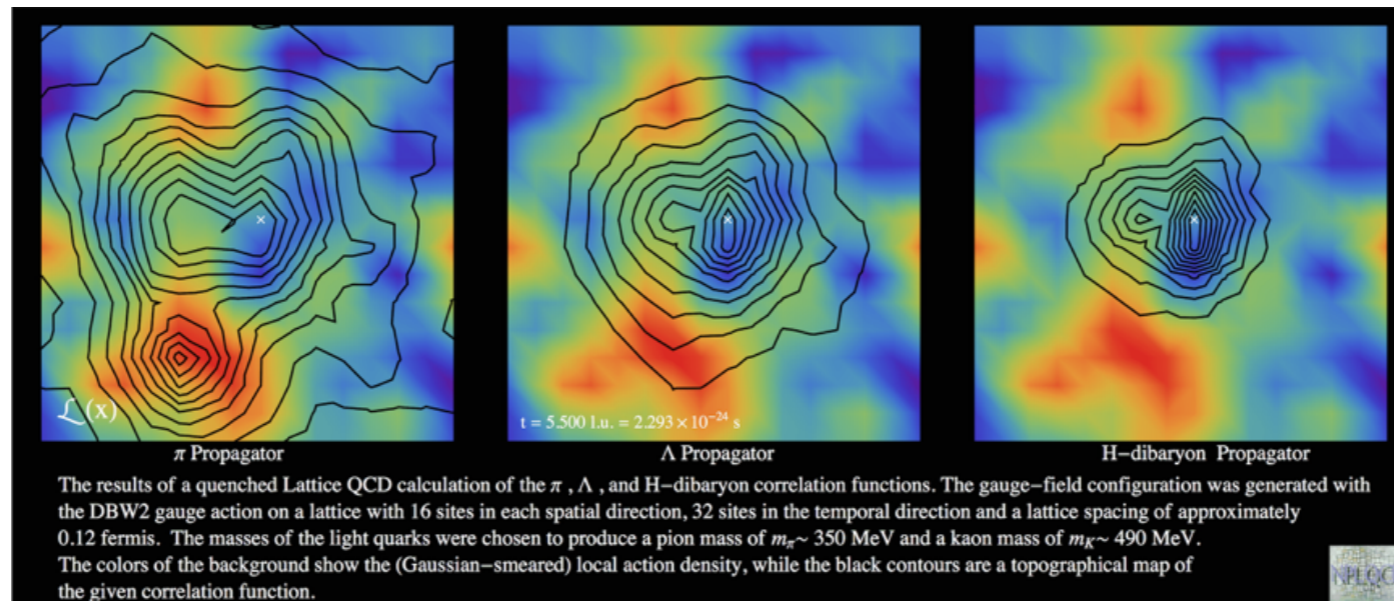 ℒ (x)
t = 5.500 l.u. = 2.293×10⁻²⁴ s
π Propagator
Λ Propagator
H−dibaryon Propagator
The results of a quenched Lattice QCD calculation of the π , Λ , and H−dibaryon correlation functions. The gauge−field configuration was generated with
the DBW2 gauge action on a lattice with 16 sites in each spatial direction, 32 sites in the temporal direction and a lattice spacing of approximately
0.12 fermis. The masses of the light quarks were chosen to produce a pion mass of mπ~ 350 MeV and a kaon mass of mK~ 490 MeV.
The colors of the background show the (Gaussian−smeared) local action density, while the black contours are a topographical map of
the given correlation function.
NPLQC